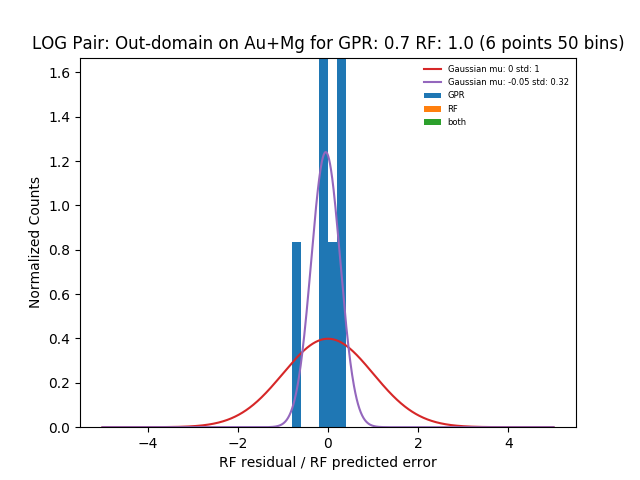 LOG Pair: Out-domain on Au+Mg for GPR: 0.7 RF: 1.0 (6 points 50 bins)
Gaussian mu: 0 std: 1
Gaussian mu: -0.05 std: 0.32
GPR
RF
both
Normalized Counts
1.6
1.4
1.2
1.0
0.8
0.6
0.4
0.2
0.0
−4 −2 0 2 4
RF residual / RF predicted error